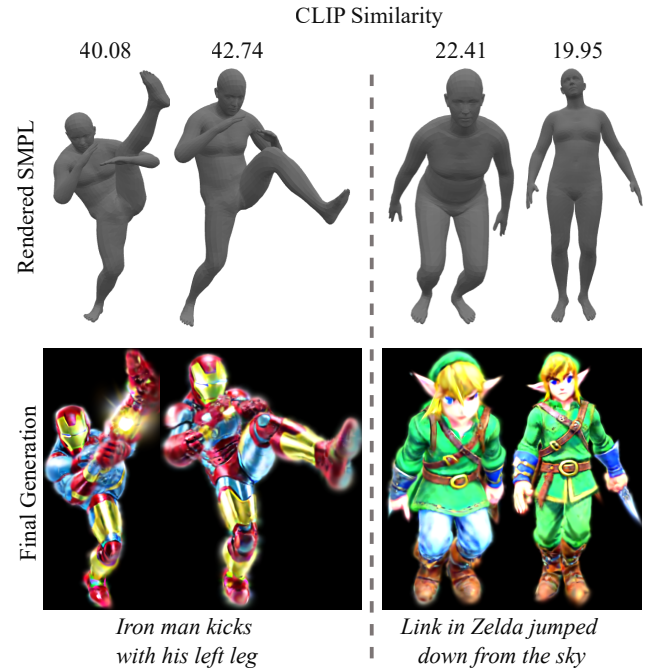 CLIP Similarity
40.08 42.74 22.41 19.95
Rendered SMPL
Final Generation
Iron man kicks
with his left leg
Link in Zelda jumped
down from the sky